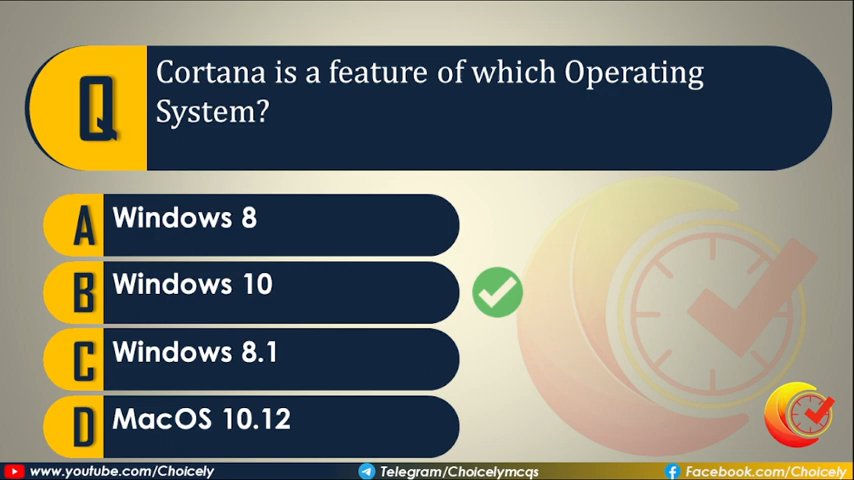 Q
Cortana is a feature of which Operating
System?
A
Windows 8
B
Windows 10
C
Windows 8.1
D
MacOS 10.12
www.youtube.com/Choicely
Telegram/Choicelymcqs
Facebook.com/Choicely